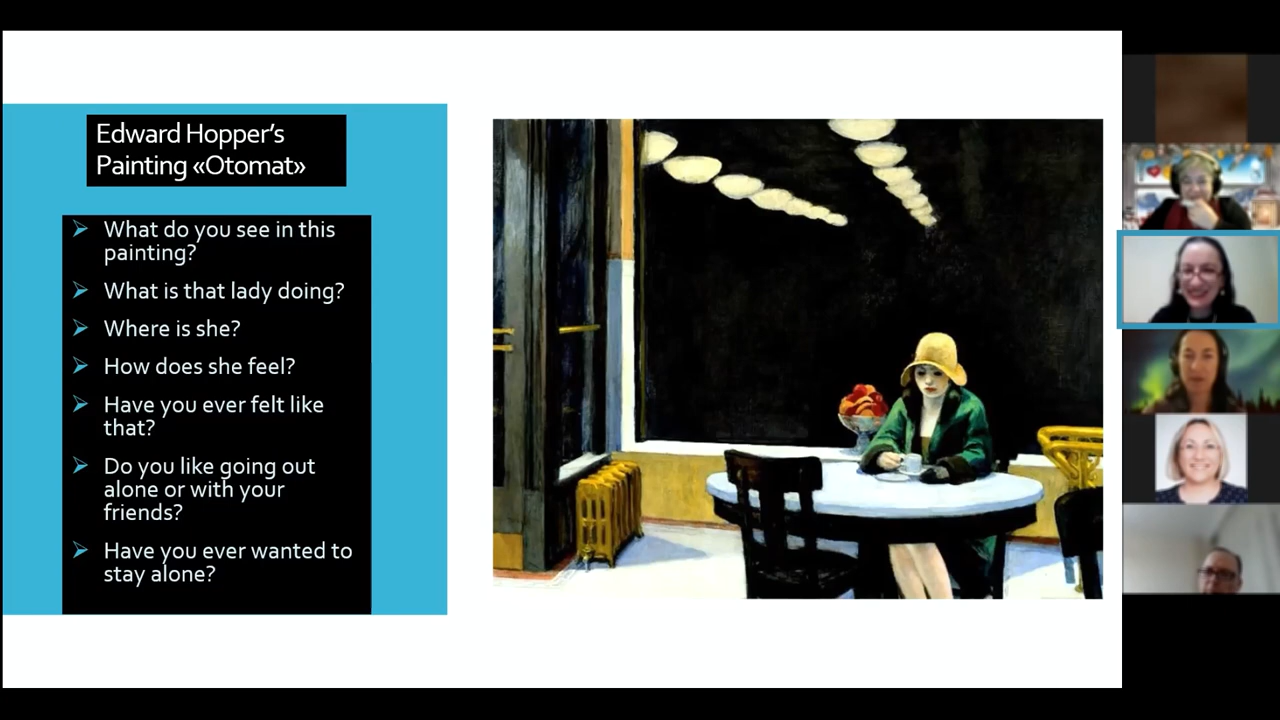 Edward Hopper's
Painting «Otomat»
What do you see in this
painting?
What is that lady doing?
Where is she?
How does she feel?
Have you ever felt like
that?
Do you like going out
alone or with your
friends?
Have you ever wanted to
stay alone?